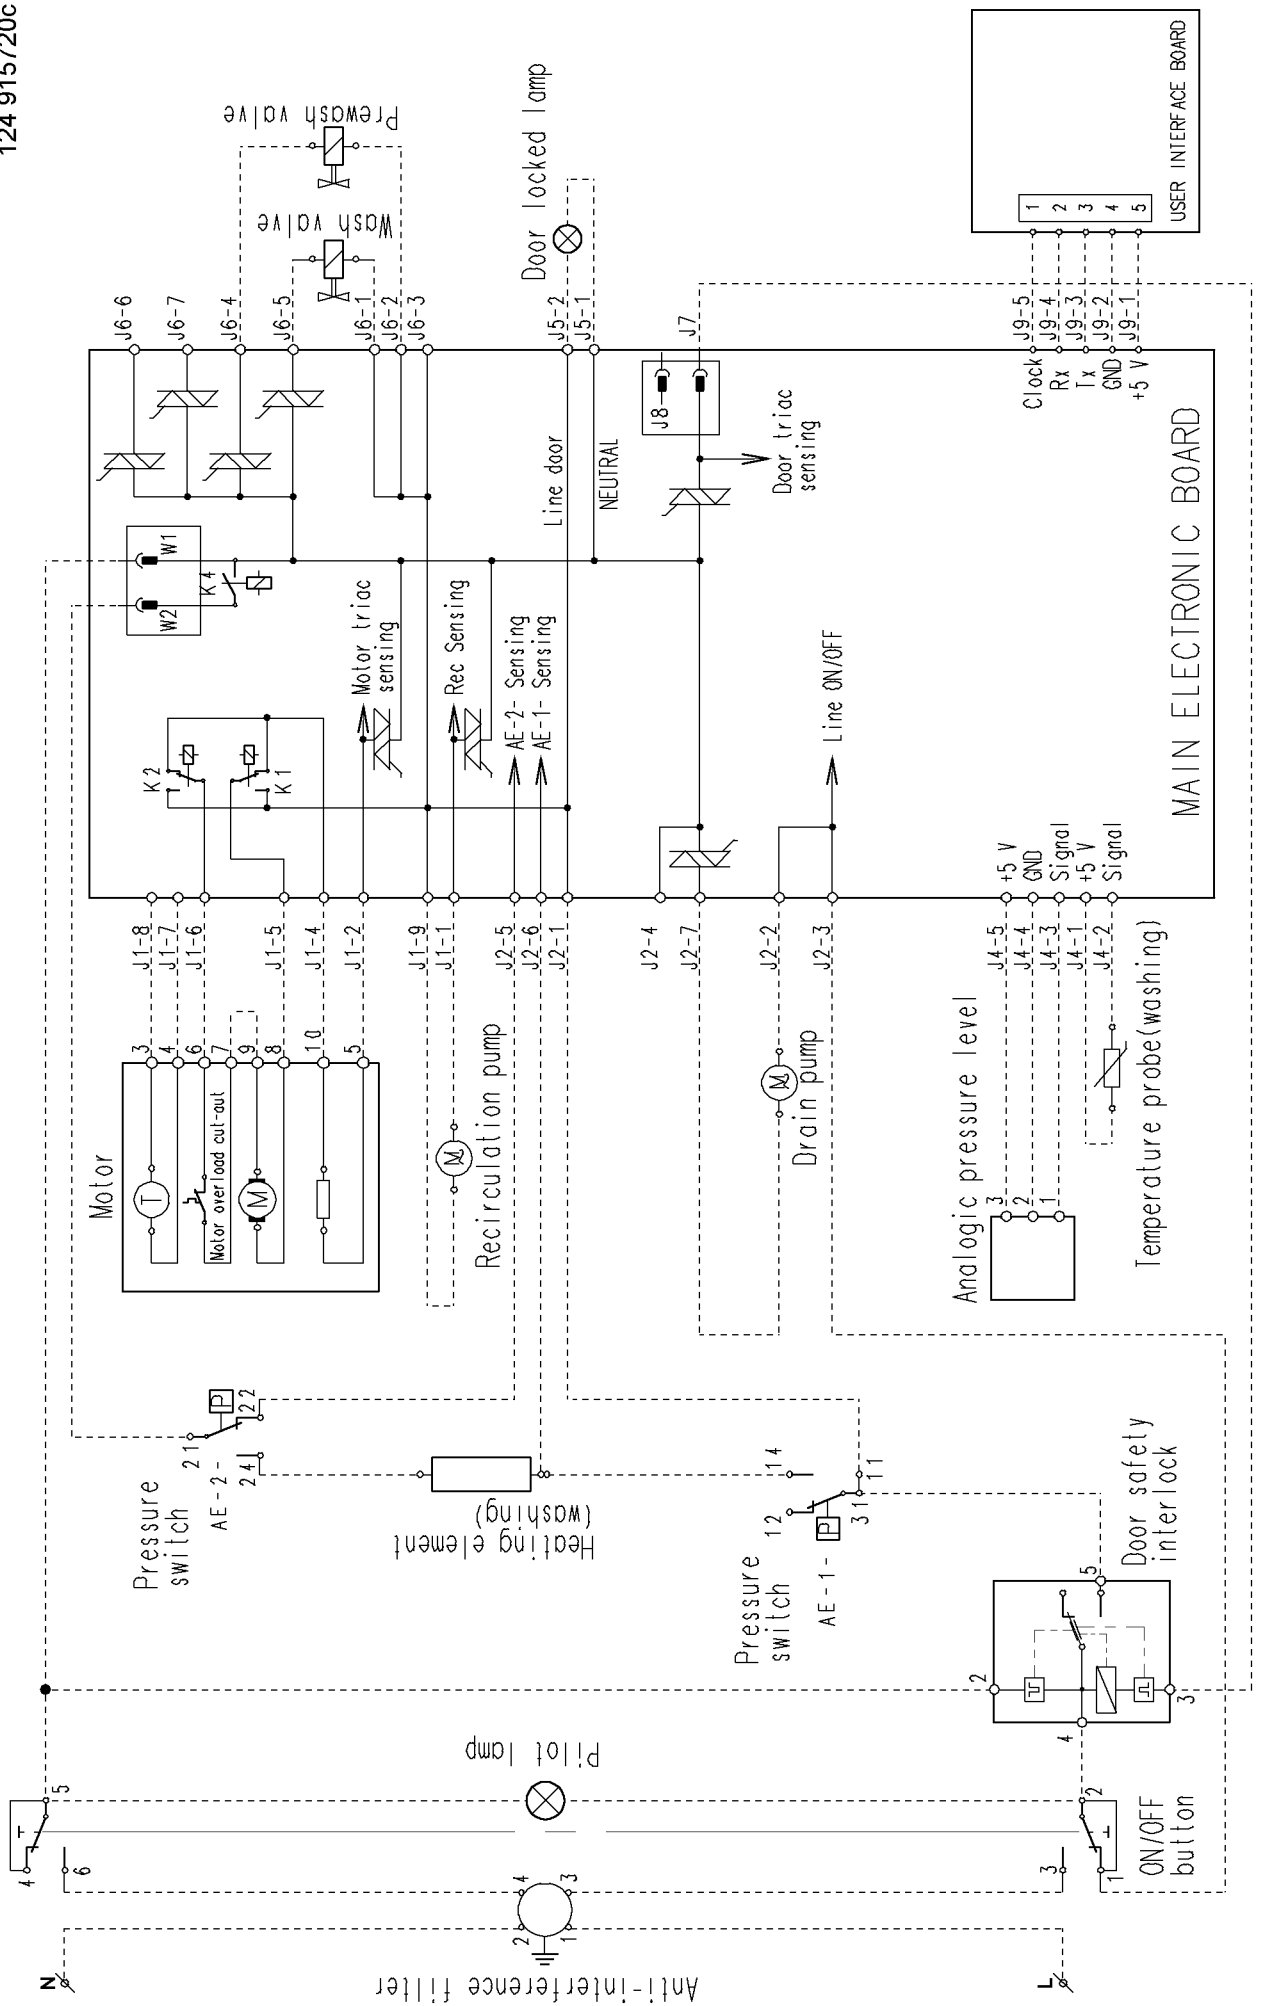 124 915720c
N
L
Anti-interference filter
2
4
1
3
4
5
6
3
1
2
ON/OFF
button
Pilot lamp
Pressure
switch
AE-2-
21
22
24
P
Heating element
(washing)
Pressure
switch
AE-1-
12
14
31
11
P
Door safety
interlock
2
4
3
5
Motor
T
Motor overload cut-out
M
3
4
6
7
9
8
10
5
M
Recirculation pump
M
Drain pump
Analogic pressure level
3
2
1
Temperature probe(washing)
J1-8
J1-7
J1-6
J1-5
J1-4
J1-2
J1-9
J1-1
J2-5
J2-6
J2-1
J2-4
J2-7
J2-2
J2-3
J4-5
J4-4
J4-3
J4-1
J4-2
+5 V
GND
Signal
+5 V
Signal
K2
K1
Motor triac
sensing
Rec Sensing
AE-2- Sensing
AE-1- Sensing
Line ON/OFF
W2
W1
K4
Line door
NEUTRAL
Door triac
sensing
J8
MAIN ELECTRONIC BOARD
Clock
Rx
Tx
GND
+5 V
J6-6
J6-7
J6-4
J6-5
J6-1
J6-2
J6-3
J5-2
J5-1
J7
J9-5
J9-4
J9-3
J9-2
J9-1
Wash valve
Prewash valve
Door locked lamp
1
2
3
4
5
USER INTERFACE BOARD